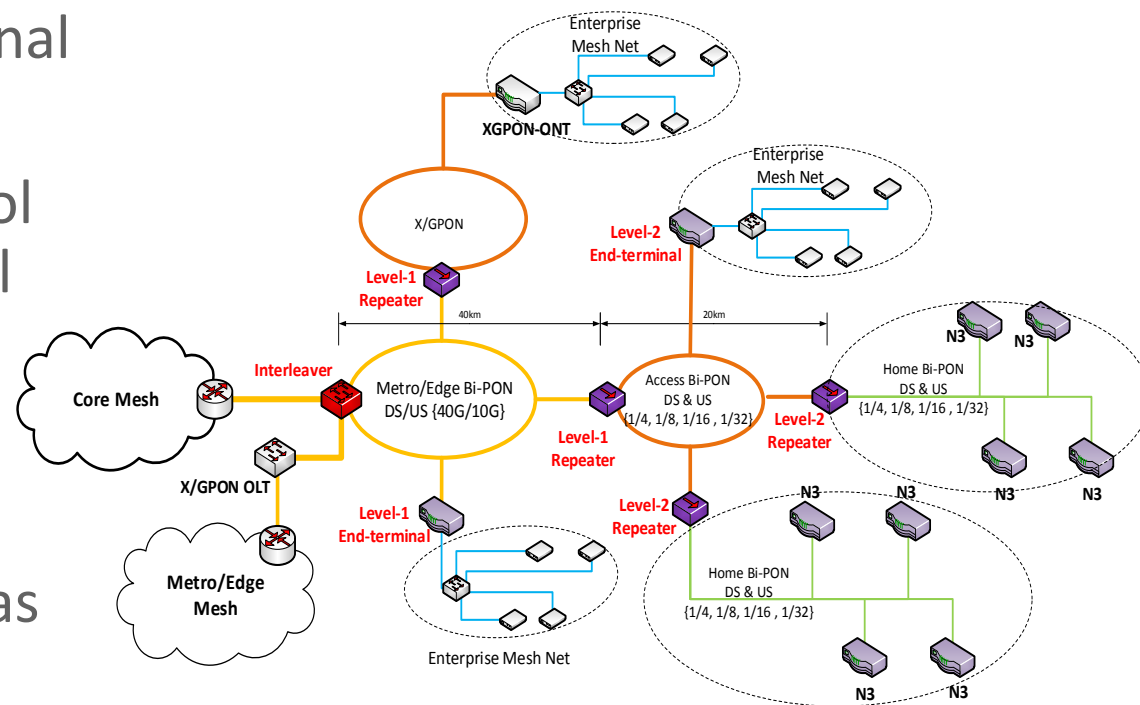 nal
ol
l
as
Enterprise
Mesh Net
XGPON-ONT
Enterprise
Mesh Net
X/GPON
Level-2
End-terminal
Level-1
Repeater
40km
20km
Core Mesh
Interleaver
Metro/Edge Bi-PON
DS/US {40G/10G}
Access Bi-PON
DS & US
{1/4, 1/8, 1/16 , 1/32}
Level-1
Repeater
Level-2
Repeater
N3
N3
Home Bi-PON
DS & US
{1/4, 1/8, 1/16 , 1/32}
N3
N3
X/GPON OLT
Level-1
End-terminal
Level-2
Repeater
N3
N3
Home Bi-PON
DS & US
{1/4, 1/8, 1/16 , 1/32}
N3
N3
Metro/Edge
Mesh
Enterprise Mesh Net